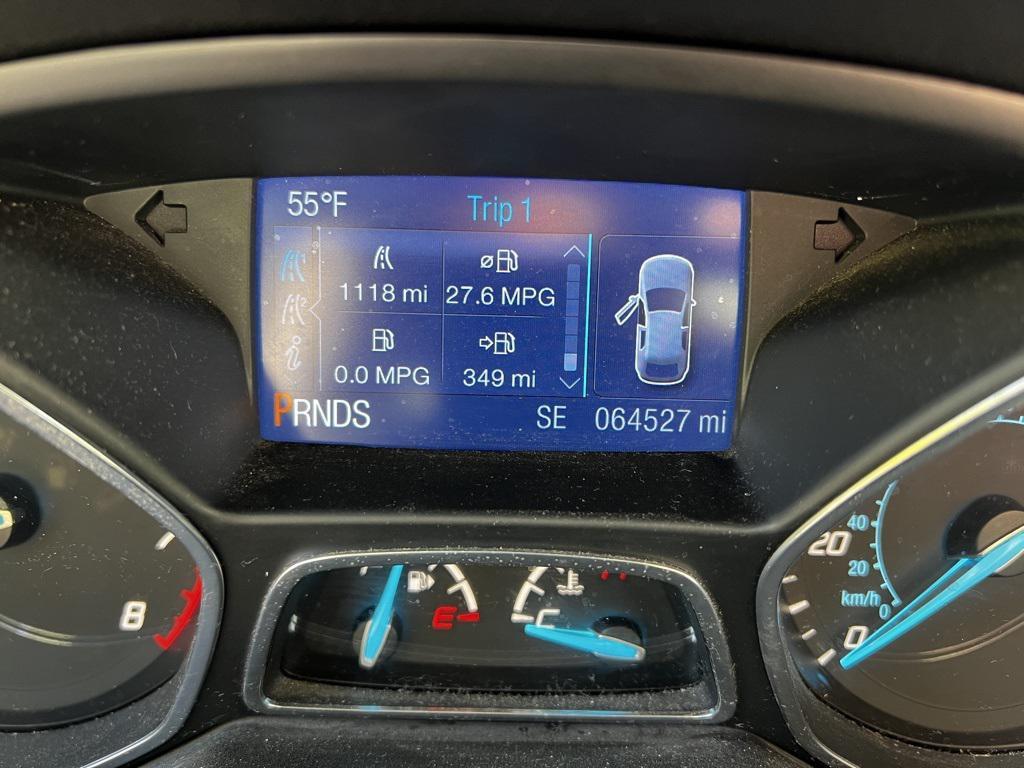 55°F Trip 1
1118 mi 27.6 MPG
0.0 MPG 349 mi
PRNDS SE 064527 mi
8
E C
40
20
20
km/h 0
0